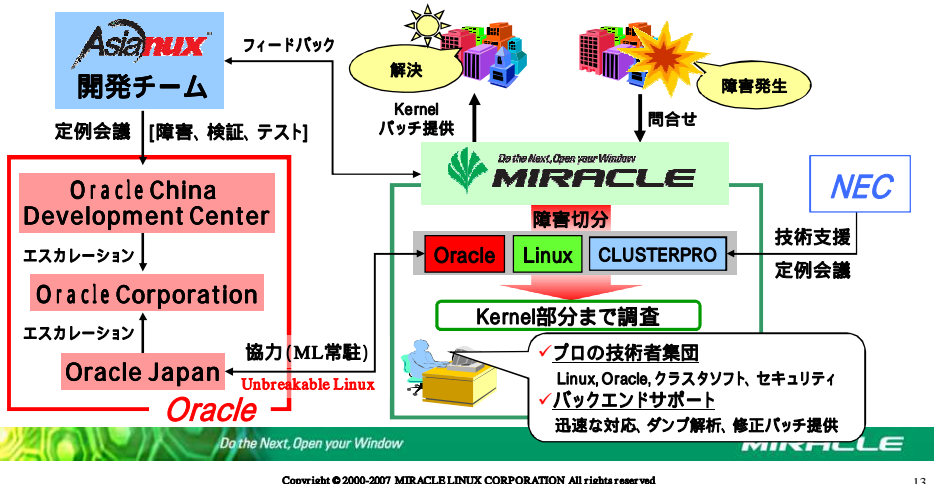 Asianux
開発チーム
フィードバック
解決
障害発生
Kernel
パッチ提供
問合せ
定例会議 [障害、検証、テスト]
Do the Next, Open your Window
MIRACLE
NEC
Oracle China
Development Center
障害切分
技術支援
エスカレーション
Oracle
Linux
CLUSTERPRO
定例会議
Oracle Corporation
Kernel部分まで調査
エスカレーション
協力(ML常駐)
Oracle Japan
Unbreakable Linux
Oracle
✓プロの技術者集団
Linux, Oracle, クラスタソフト、セキュリティ
✓バックエンドサポート
迅速な対応、ダンプ解析、修正パッチ提供
Do the Next, Open your Window
MIRACLE
Copyright © 2000-2007 MIRACLE LINUX CORPORATION All rights reserved
13